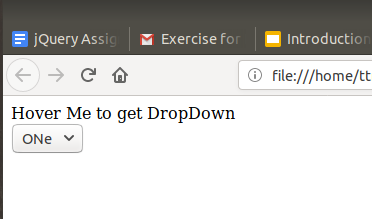 jQuery Assig
Exercise for
Introduction
file:///home/tt
Hover Me to get DropDown
ONe